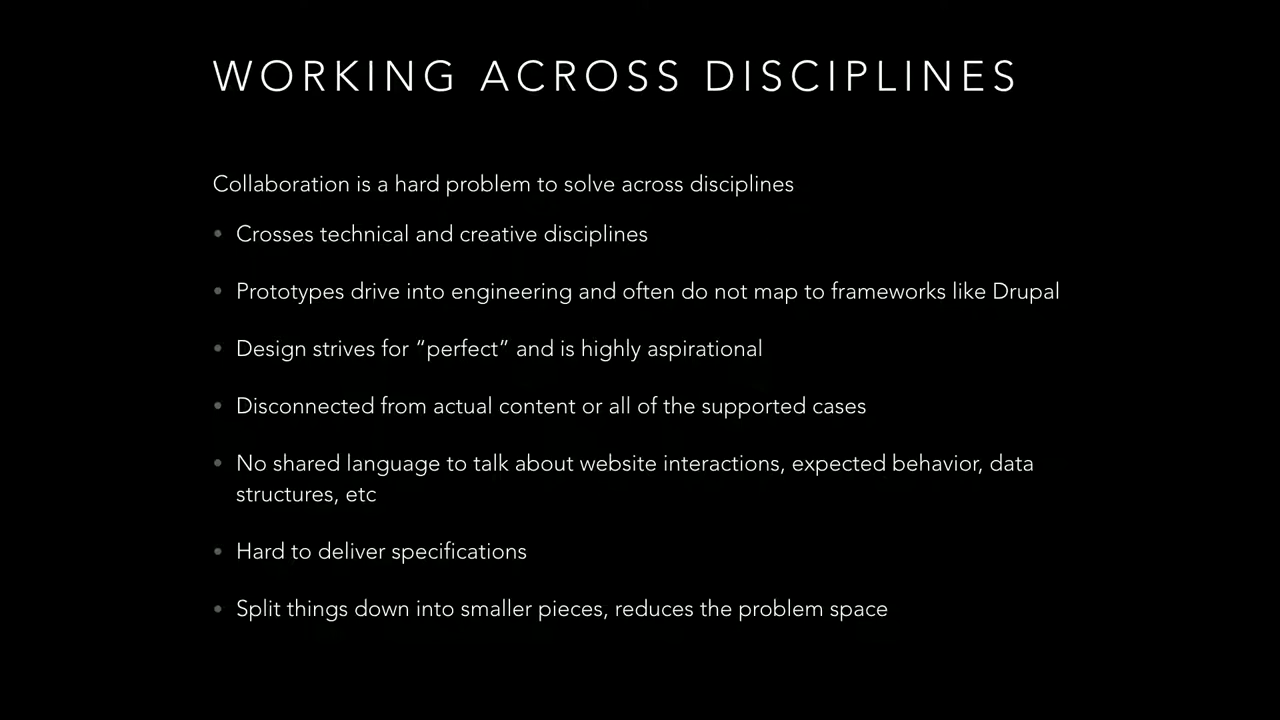 WORKING ACROSS DISCIPLINES
Collaboration is a hard problem to solve across disciplines
• Crosses technical and creative disciplines
• Prototypes drive into engineering and often do not map to frameworks like Drupal
• Design strives for “perfect” and is highly aspirational
• Disconnected from actual content or all of the supported cases
• No shared language to talk about website interactions, expected behavior, data
structures, etc
• Hard to deliver specifications
• Split things down into smaller pieces, reduces the problem space